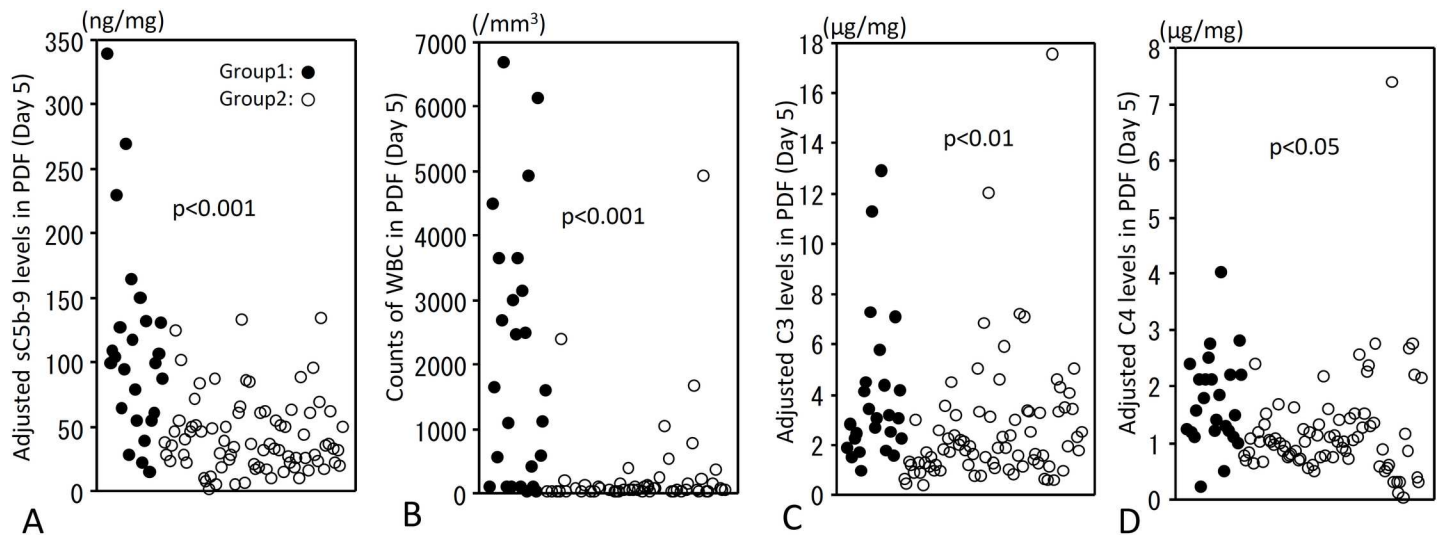 (ng/mg)
Adjusted sC5b-9 levels in PDF (Day 5)
350
300
250
200
150
100
50
0
Group1:
Group2:
p<0.001
A
(/mm³)
Counts of WBC in PDF (Day 5)
7000
6000
5000
4000
3000
2000
1000
0
p<0.001
B
(μg/mg)
Adjusted C3 levels in PDF (Day 5)
18
16
14
12
10
8
6
4
2
0
p<0.01
C
(μg/mg)
Adjusted C4 levels in PDF (Day 5)
8
7
6
5
4
3
2
1
0
p<0.05
D